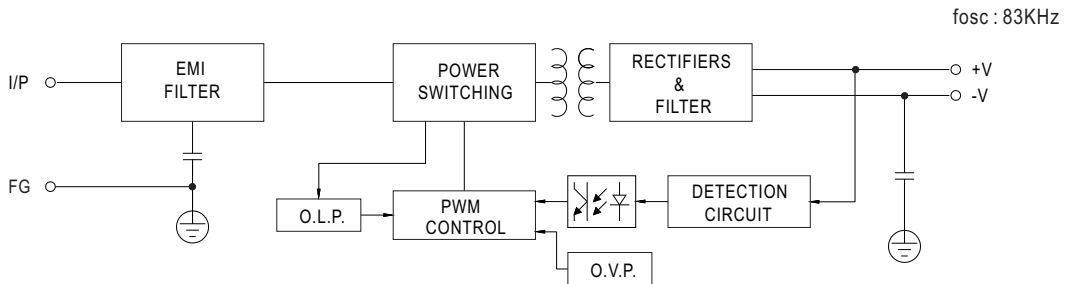 fosc : 83KHz
I/P
EMI
FILTER
POWER
SWITCHING
RECTIFIERS
&
FILTER
+V
-V
FG
O.L.P.
PWM
CONTROL
DETECTION
CIRCUIT
O.V.P.